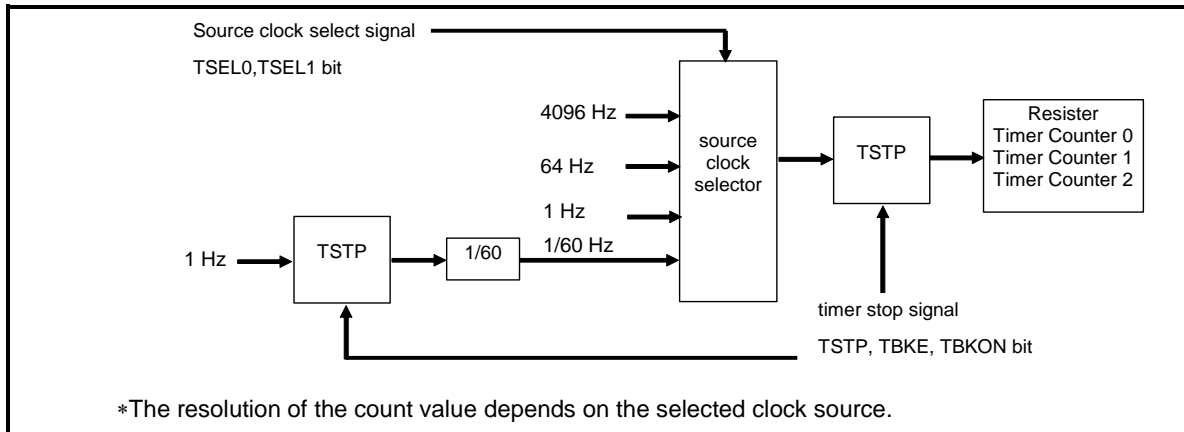 Source clock select signal
TSEL0,TSEL1 bit
4096 Hz
64 Hz
1 Hz
1/60 Hz
source
clock
selector
TSTP
Resister
Timer Counter 0
Timer Counter 1
Timer Counter 2
1 Hz
TSTP
1/60
timer stop signal
TSTP, TBKE, TBKON bit
*The resolution of the count value depends on the selected clock source.